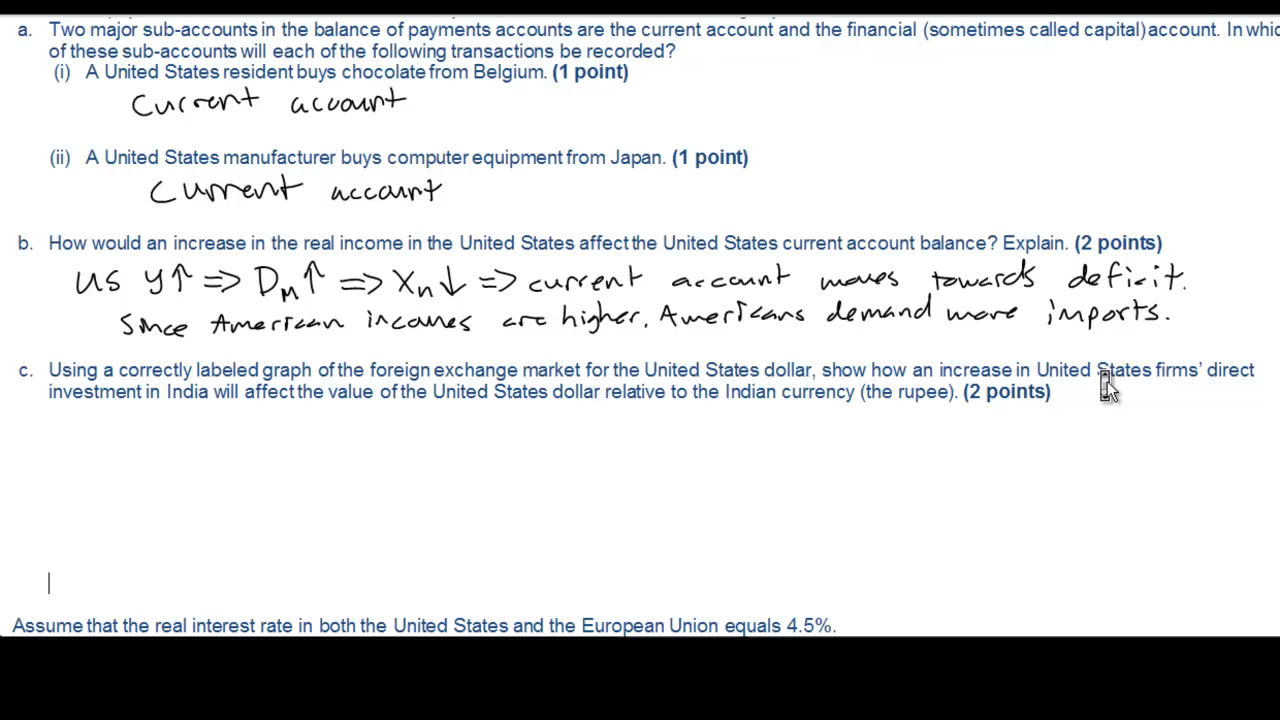 a. Two major sub-accounts in the balance of payments accounts are the current account and the financial (sometimes called capital) account. In
of these sub-accounts will each of the following transactions be recorded?
(i) A United States resident buys chocolate from Belgium. (1 point)
Current account
(ii) A United States manufacturer buys computer equipment from Japan. (1 point)
Current account
b. How would an increase in the real income in the United States affect the United States current account balance? Explain. (2 points)
US Y↑ => DM↑ => Xn↓ => current account moves towards deficit.
Since American incomes are higher, Americans demand more imports.
c. Using a correctly labeled graph of the foreign exchange market for the United States dollar, show how an increase in United States firms' direct
investment in India will affect the value of the United States dollar relative to the Indian currency (the rupee). (2 points)
Assume that the real interest rate in both the United States and the European Union equals 4.5%.